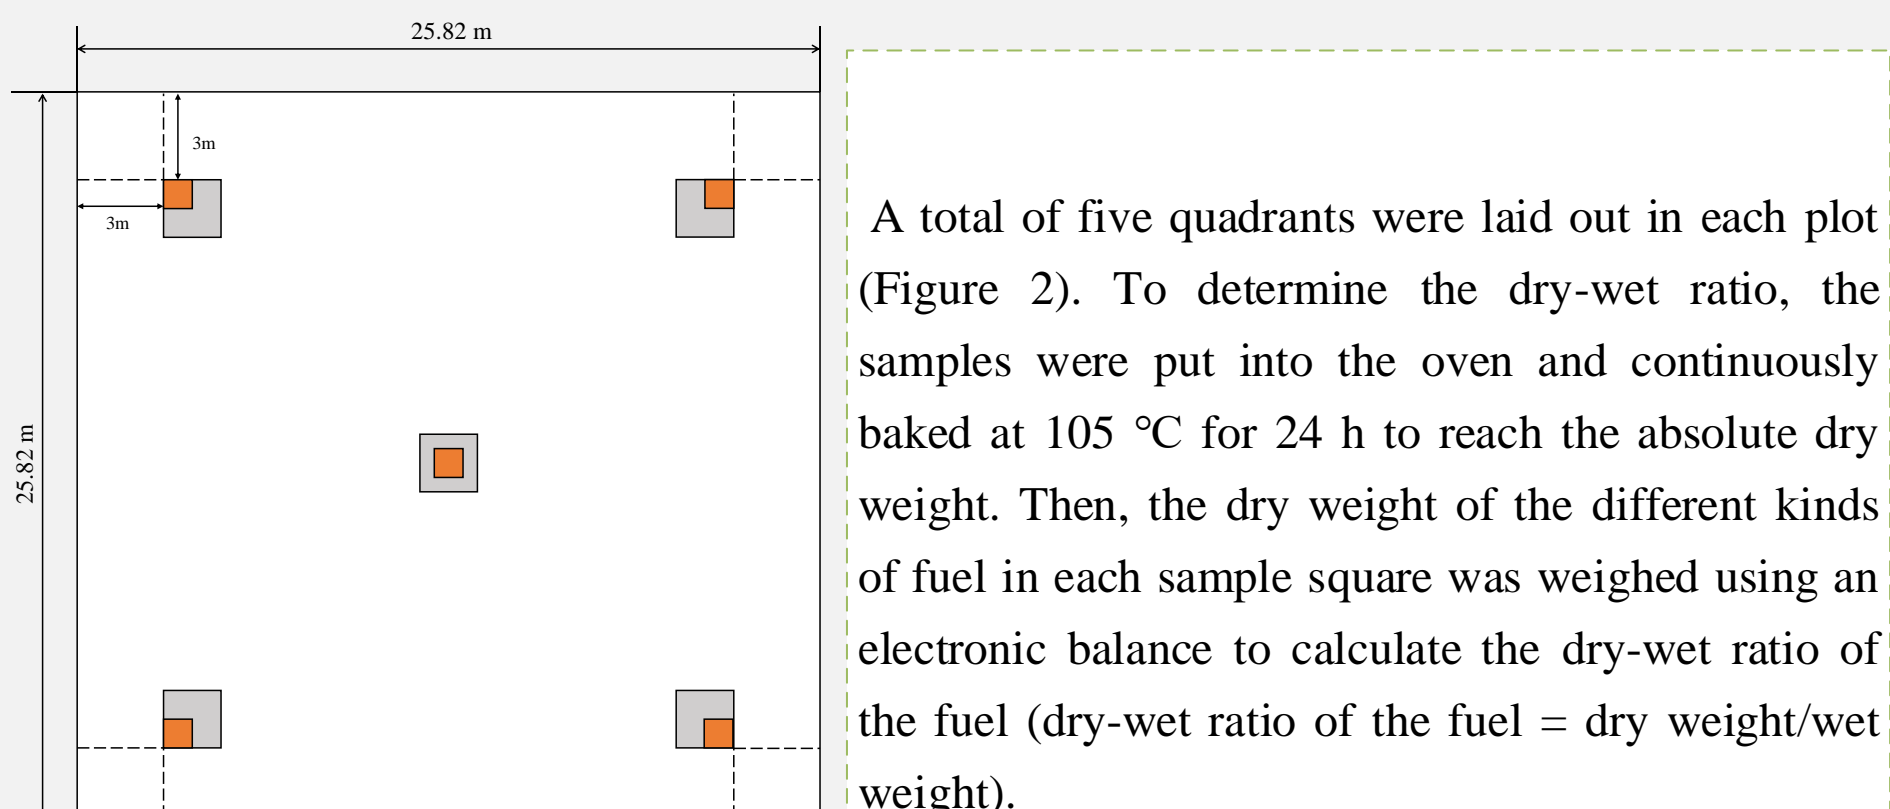 25.82 m
3m
3m
25.82 m
A total of five quadrants were laid out in each plot
(Figure 2). To determine the dry-wet ratio, the
samples were put into the oven and continuously
baked at 105 ℃ for 24 h to reach the absolute dry
weight. Then, the dry weight of the different kinds
of fuel in each sample square was weighed using an
electronic balance to calculate the dry-wet ratio of
the fuel (dry-wet ratio of the fuel = dry weight/wet
weight).